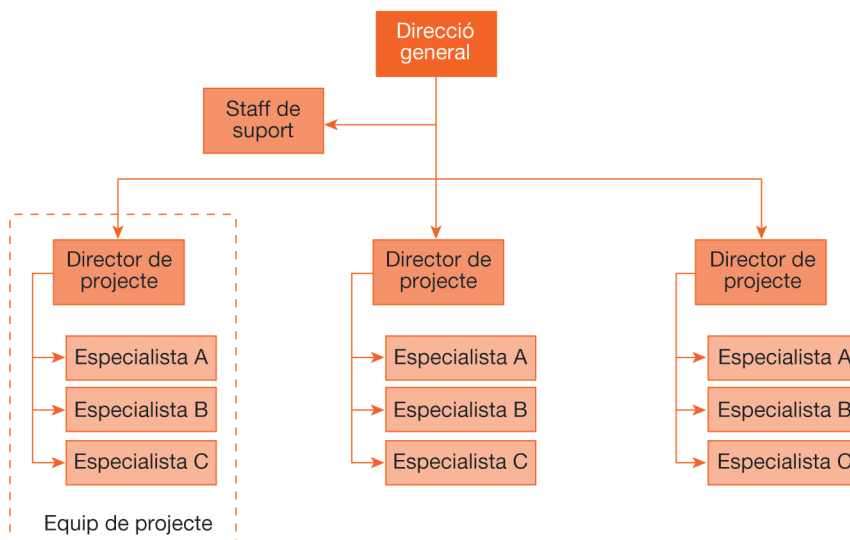 Direcció
general
Staff de
suport
Director de
projecte
Director de
projecte
Director de
projecte
Especialista A
Especialista A
Especialista A
Especialista B
Especialista B
Especialista B
Especialista C
Especialista C
Especialista C
Equip de projecte